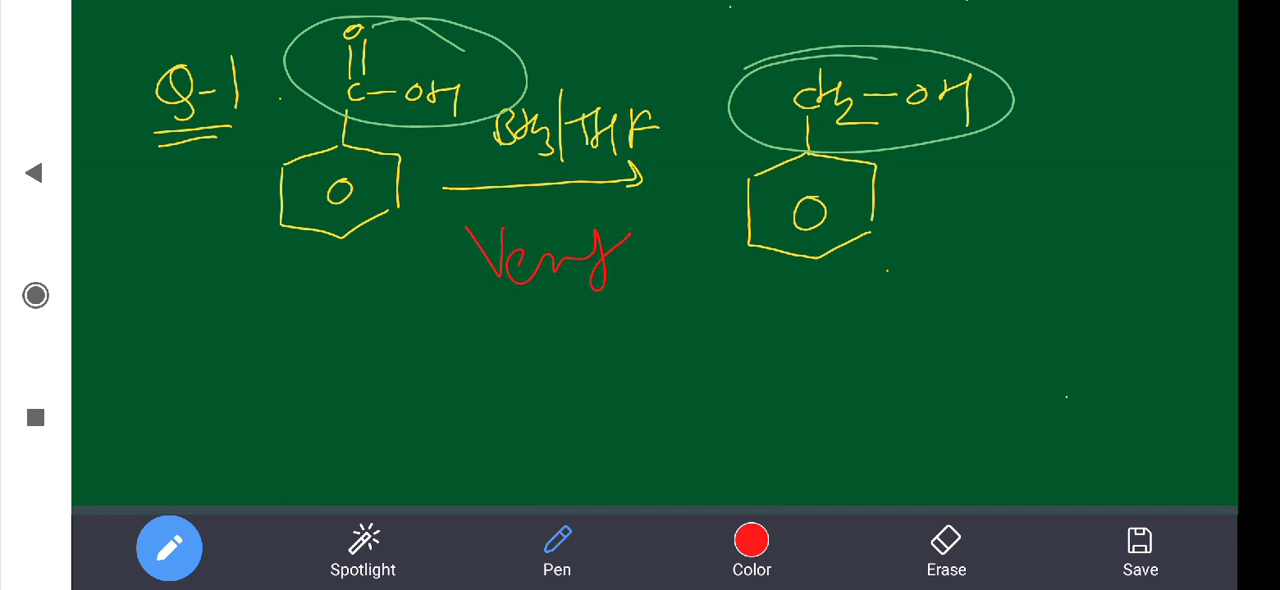 Q-1
O
C-OH
BH3/THF
CH2-OH
Very
Spotlight
Pen
Color
Erase
Save